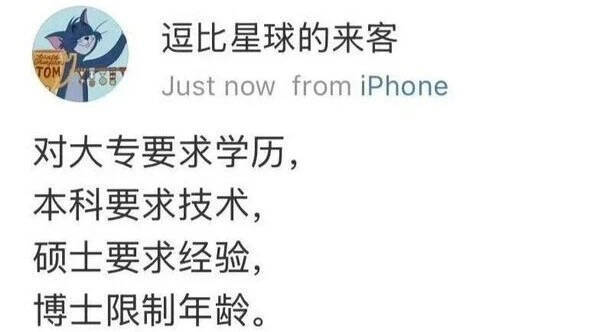 逗比星球的来客
Just now from iPhone
对大专要求学历，
本科要求技术，
硕士要求经验，
博士限制年龄。
TOM